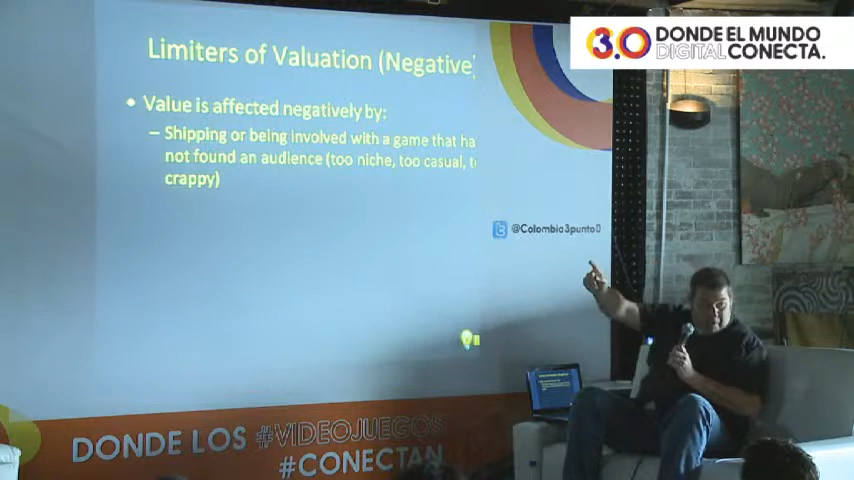 Limiters of Valuation (Negative)
• Value is affected negatively by:
– Shipping or being involved with a game that ha
not found an audience (too niche, too casual, t
crappy)
3.0 DONDE EL MUNDO
DIGITAL CONECTA.
@Colombia3punto0
DONDE LOS #VIDEOJUEGOS
#CONECTAN